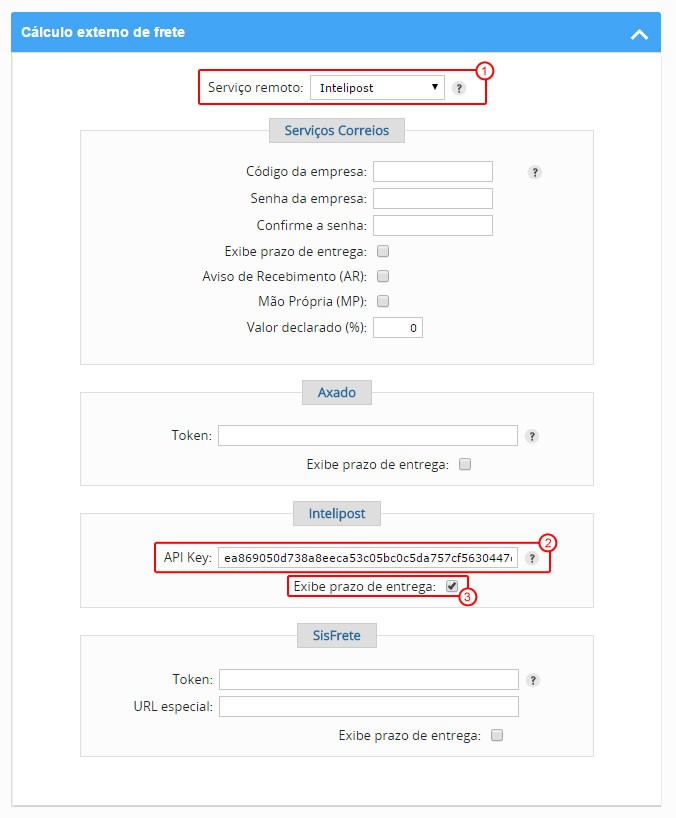 Cálculo externo de frete
1
Serviço remoto: Intelipost ?
Serviços Correios
Código da empresa: ?
Senha da empresa:
Confirme a senha:
Exibe prazo de entrega:
Aviso de Recebimento (AR):
Mão Própria (MP):
Valor declarado (%): 0
Axado
Token: ?
Exibe prazo de entrega:
Intelipost
2
API Key: ea869050d738a8eeca53c05bc0c5da757cf5630447 ?
Exibe prazo de entrega:
3
SisFrete
Token: ?
URL especial:
Exibe prazo de entrega: